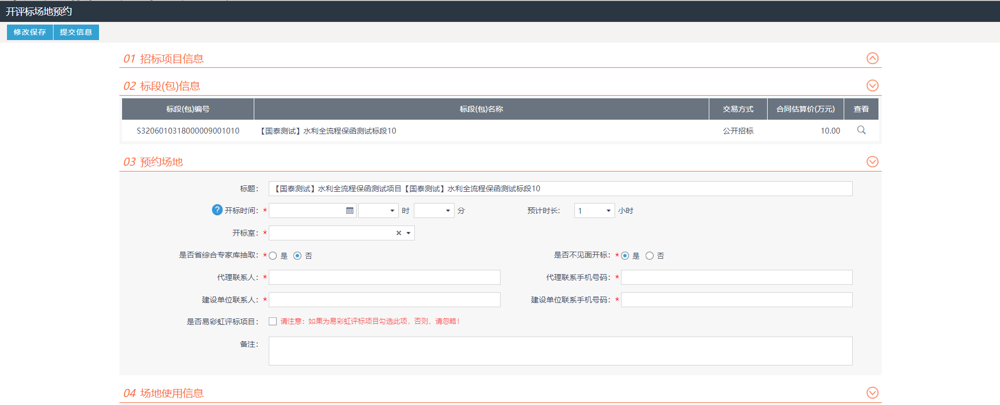 开评标场地预约
修改保存 提交信息
01 招标项目信息
02 标段(包)信息
标段(包)编号 标段(包)名称 交易方式 合同估算价(万元) 查看
S3206010318000009001010 【国泰测试】水利全流程保函测试标段10 公开招标 10.00
03 预约场地
标题： 【国泰测试】水利全流程保函测试项目【国泰测试】水利全流程保函测试标段10
? 开标时间：* 时 分 预计时长： 1 小时
开标室：*
是否省综合专家库抽取：* 是 否 是否不见面开标：* 是 否
代理联系人：* 代理联系手机号码：*
建设单位联系人：* 建设单位联系手机号码：*
是否易彩虹评标项目： 请注意：如果为易彩虹评标项目勾选此项，否则，请忽略！
备注：
04 场地使用信息